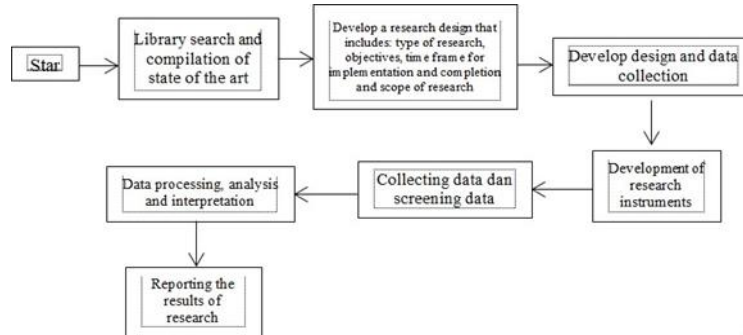 Star
Library search and
compilation of
state of the art
Develop a research design that
includes: type of research,
objectives, time frame for
implementation and completion
and scope of research
Develop design and data
collection
Development of
research
instruments
Collecting data dan
screening data
Data processing, analysis
and interpretation
Reporting the
results of
research